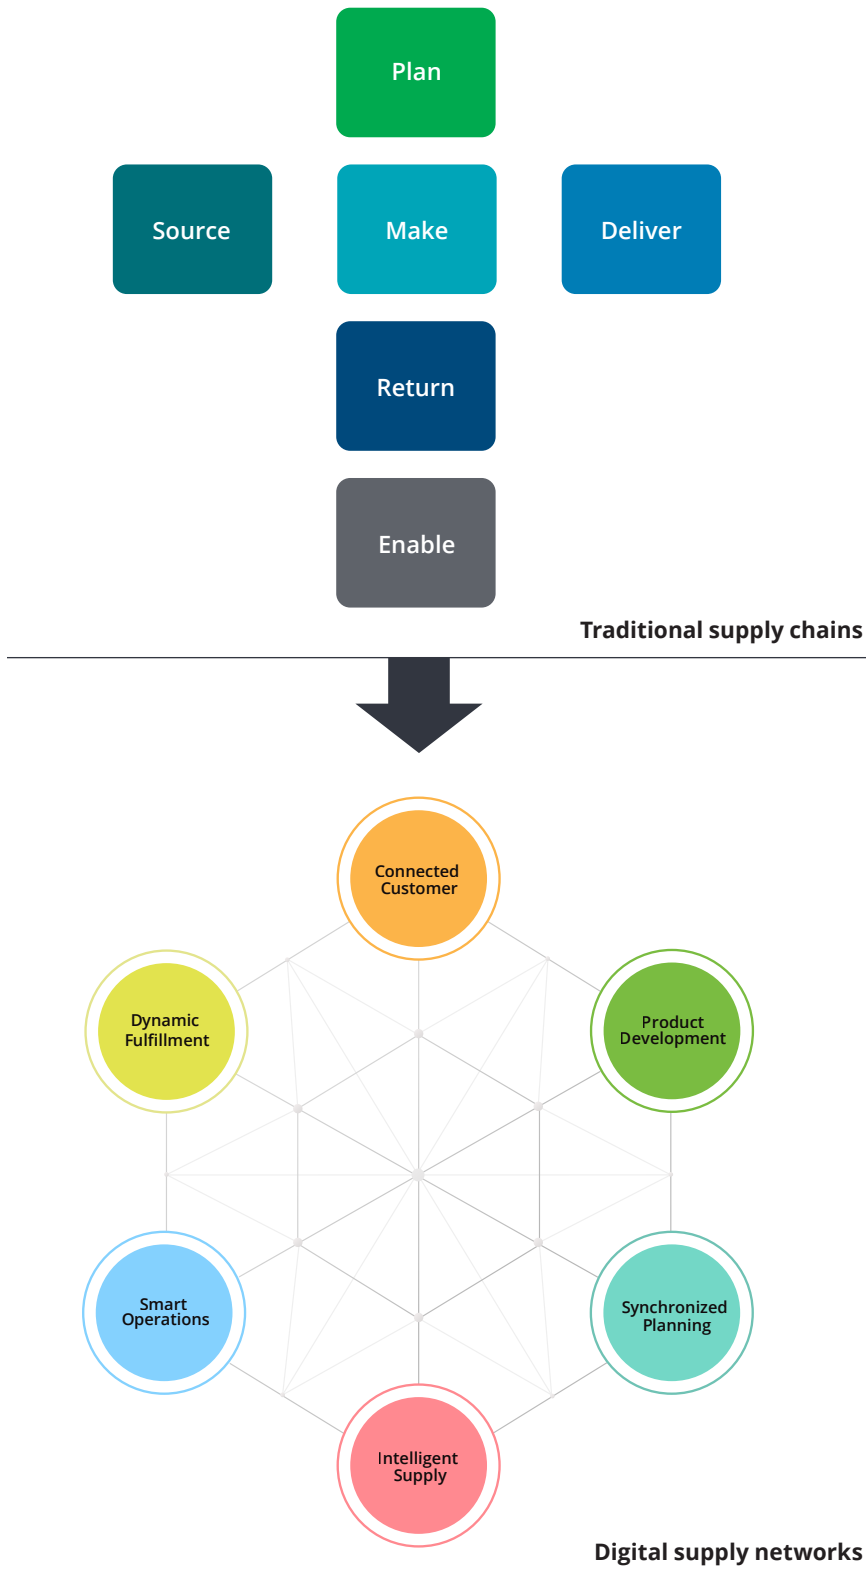 Plan
Source
Make
Deliver
Return
Enable
Traditional supply chains
Connected
Customer
Dynamic
Fulfillment
Product
Development
Smart
Operations
Synchronized
Planning
Intelligent
Supply
Digital supply networks